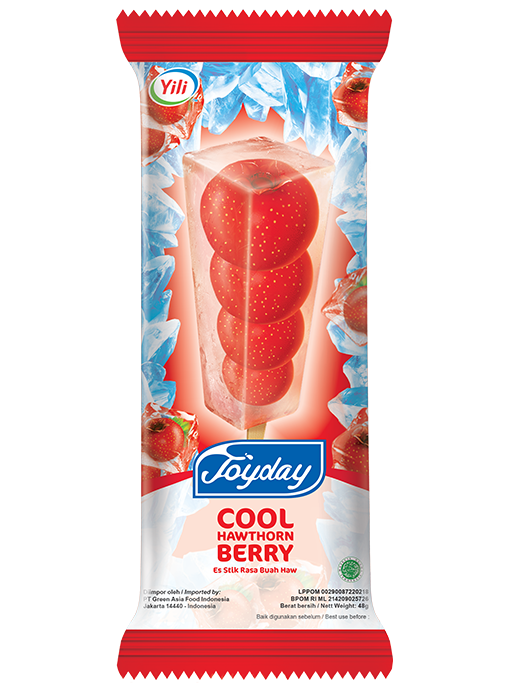 Yili
Joyday
COOL
HAWTHORN
BERRY
Es Stik Rasa Buah Haw
Diimpor oleh / Imported by:
PT Green Asia Food Indonesia
Jakarta 14440 - Indonesia
LPPOM 00290087220218
BPOM RI ML 214209025726
Berat bersih / Nett Weight: 48g
Baik digunakan sebelum / Best use before :